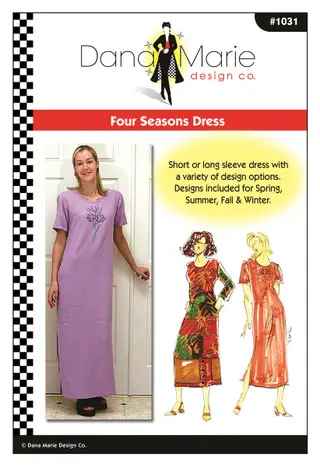 #1031
Dana Marie
design co.
Four Seasons Dress
Short or long sleeve dress with
a variety of design options.
Designs included for Spring,
Summer, Fall & Winter.
© Dana Marie Design Co.